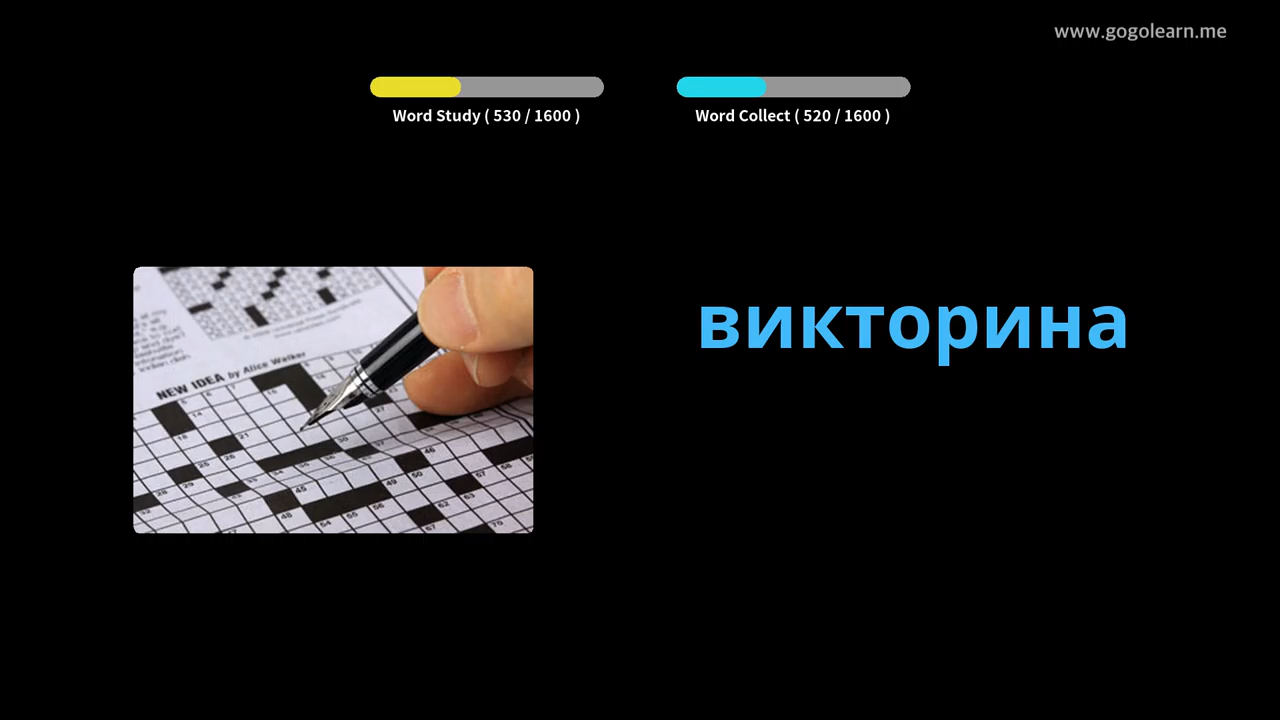 www.gogolearn.me
Word Study ( 530 / 1600 )
Word Collect ( 520 / 1600 )
викторина
NEW IDEA by Alice Walker